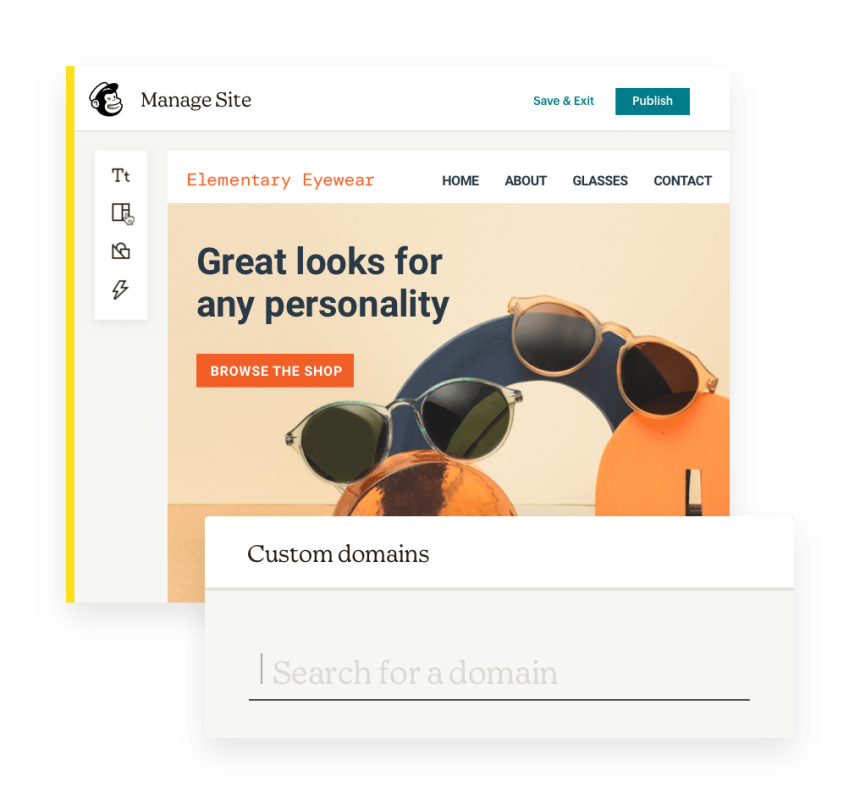 Manage Site
Save & Exit
Publish
Tt
Elementary Eyewear
HOME
ABOUT
GLASSES
CONTACT
Great looks for
any personality
BROWSE THE SHOP
Custom domains
Search for a domain